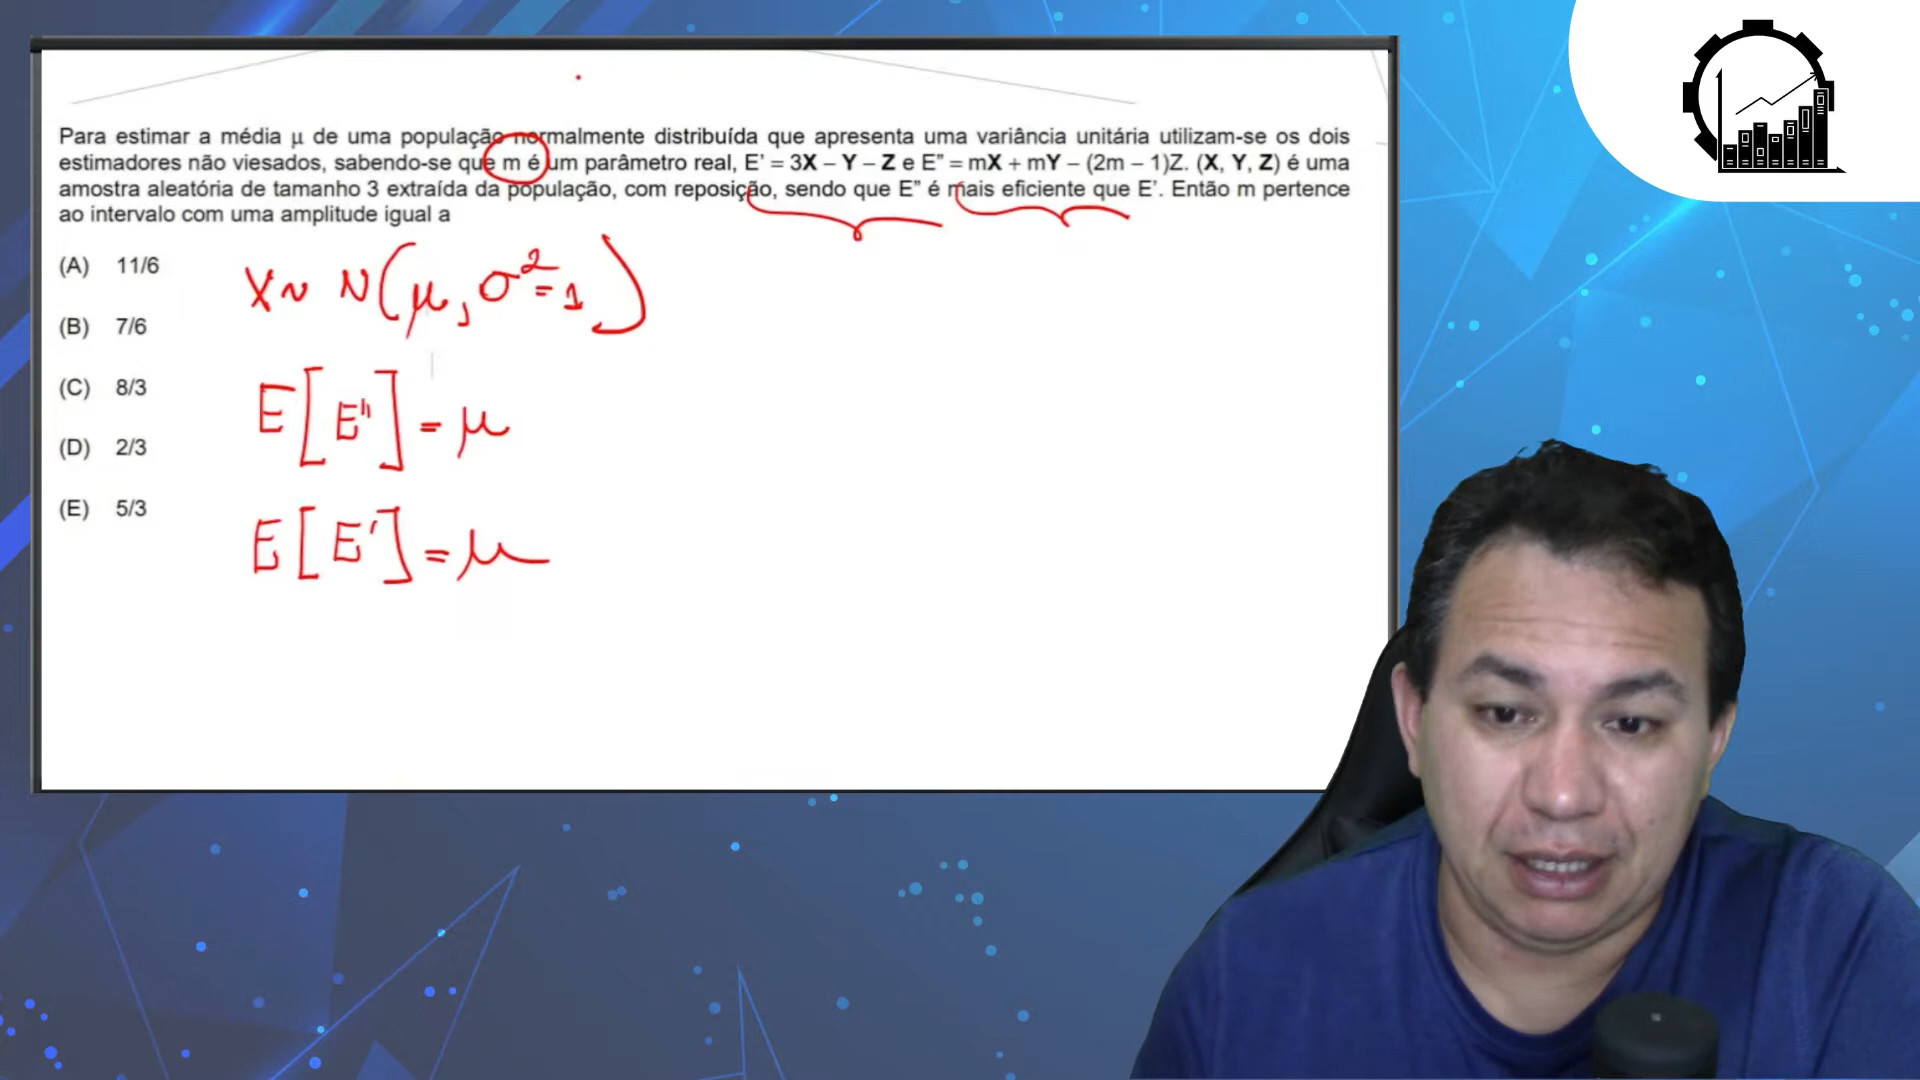 Para estimar a média μ de uma população normalmente distribuída que apresenta uma variância unitária utilizam-se os dois
estimadores não viesados, sabendo-se que m é um parâmetro real, E' = 3X – Y – Z e E" = mX + mY – (2m – 1)Z. (X, Y, Z) é uma
amostra aleatória de tamanho 3 extraída da população, com reposição, sendo que E" é mais eficiente que E'. Então m pertence
ao intervalo com uma amplitude igual a
(A) 11/6
(B) 7/6
(C) 8/3
(D) 2/3
(E) 5/3
X~ N(μ, σ²=1)
E[E"] = μ
E[E'] = μ